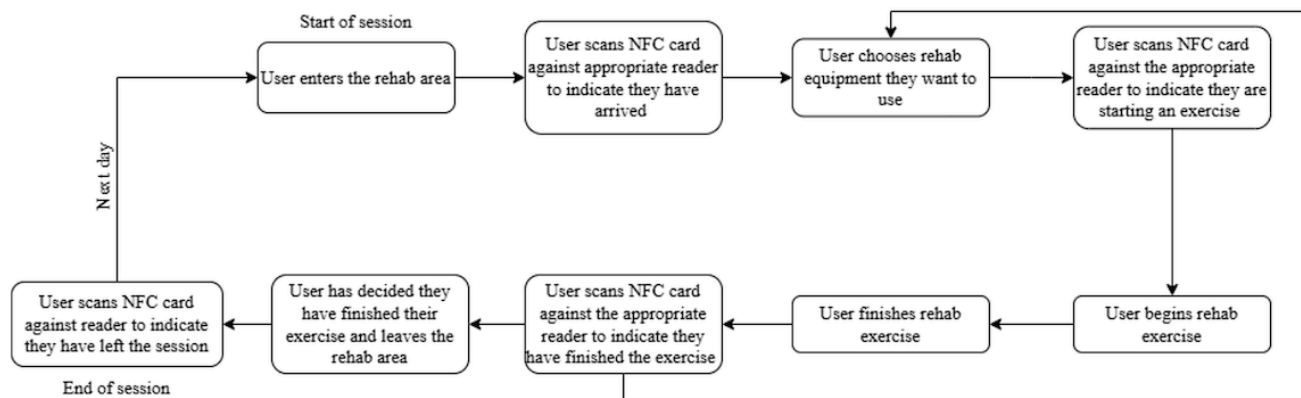 Start of session
User enters the rehab area
User scans NFC card
against appropriate reader
to indicate they have
arrived
User chooses rehab
equipment they want to
use
User scans NFC card
against the appropriate
reader to indicate they are
starting an exercise
Next day
User scans NFC card
against reader to indicate
they have left the session
User has decided they
have finished their
exercise and leaves the
rehab area
User scans NFC card
against the appropriate
reader to indicate they
have finished the exercise
User finishes rehab
exercise
User begins rehab
exercise
End of session